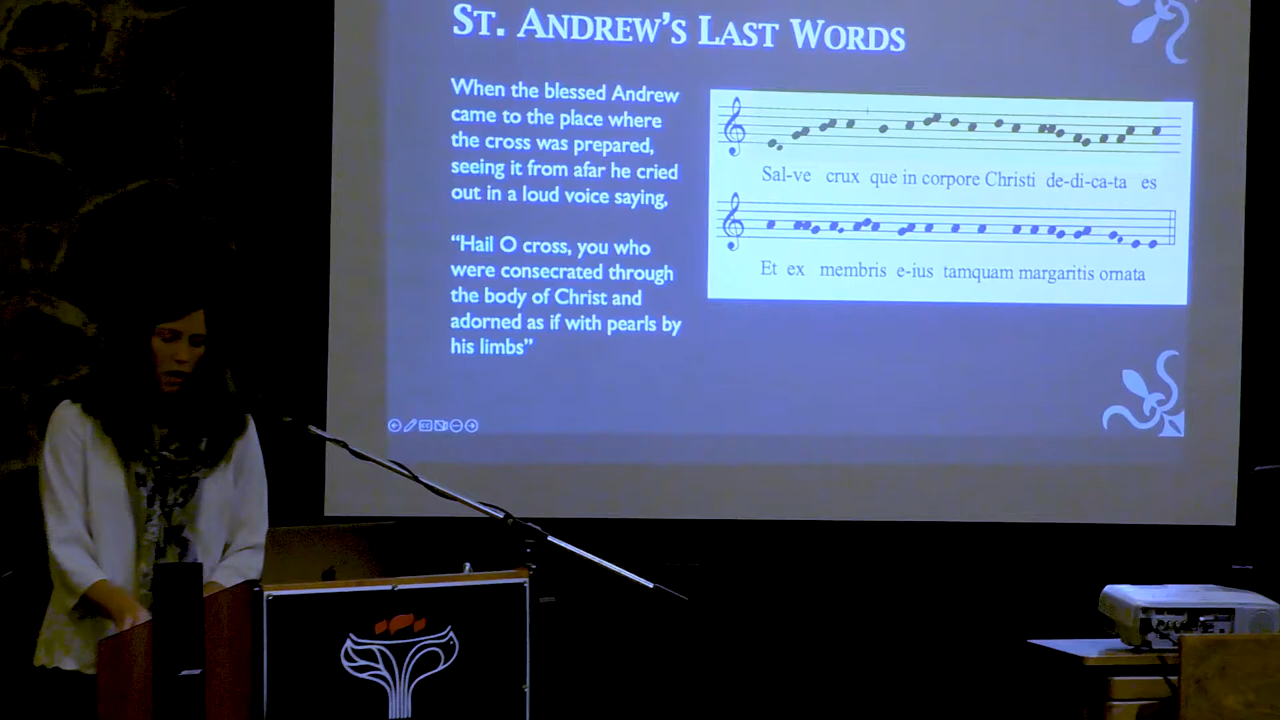 ST. ANDREW'S LAST WORDS
When the blessed Andrew
came to the place where
the cross was prepared,
seeing it from afar he cried
out in a loud voice saying,
“Hail O cross, you who
were consecrated through
the body of Christ and
adorned as if with pearls by
his limbs”
Sal-ve crux que in corpore Christi de-di-ca-ta es
Et ex membris e-ius tamquam margaritis ornata